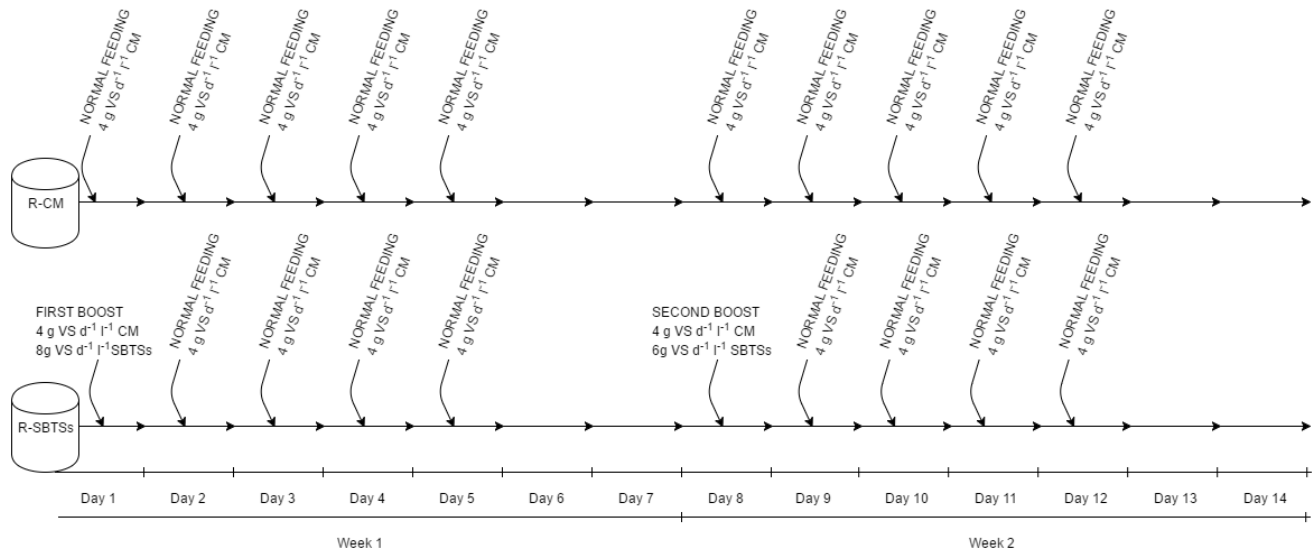 NORMAL FEEDING
4 g VS d⁻¹ l⁻¹ CM
NORMAL FEEDING
4 g VS d⁻¹ l⁻¹ CM
NORMAL FEEDING
4 g VS d⁻¹ l⁻¹ CM
NORMAL FEEDING
4 g VS d⁻¹ l⁻¹ CM
NORMAL FEEDING
4 g VS d⁻¹ l⁻¹ CM
NORMAL FEEDING
4 g VS d⁻¹ l⁻¹ CM
NORMAL FEEDING
4 g VS d⁻¹ l⁻¹ CM
NORMAL FEEDING
4 g VS d⁻¹ l⁻¹ CM
NORMAL FEEDING
4 g VS d⁻¹ l⁻¹ CM
NORMAL FEEDING
4 g VS d⁻¹ l⁻¹ CM
R-CM
FIRST BOOST
4 g VS d⁻¹ l⁻¹ CM
8g VS d⁻¹ l⁻¹SBTSs
NORMAL FEEDING
4 g VS d⁻¹ l⁻¹ CM
NORMAL FEEDING
4 g VS d⁻¹ l⁻¹ CM
NORMAL FEEDING
4 g VS d⁻¹ l⁻¹ CM
NORMAL FEEDING
4 g VS d⁻¹ l⁻¹ CM
SECOND BOOST
4 g VS d⁻¹ l⁻¹ CM
6g VS d⁻¹ l⁻¹ SBTSs
NORMAL FEEDING
4 g VS d⁻¹ l⁻¹ CM
NORMAL FEEDING
4 g VS d⁻¹ l⁻¹ CM
NORMAL FEEDING
4 g VS d⁻¹ l⁻¹ CM
NORMAL FEEDING
4 g VS d⁻¹ l⁻¹ CM
R-SBTSs
Day 1 Day 2 Day 3 Day 4 Day 5 Day 6 Day 7 Day 8 Day 9 Day 10 Day 11 Day 12 Day 13 Day 14
Week 1 Week 2